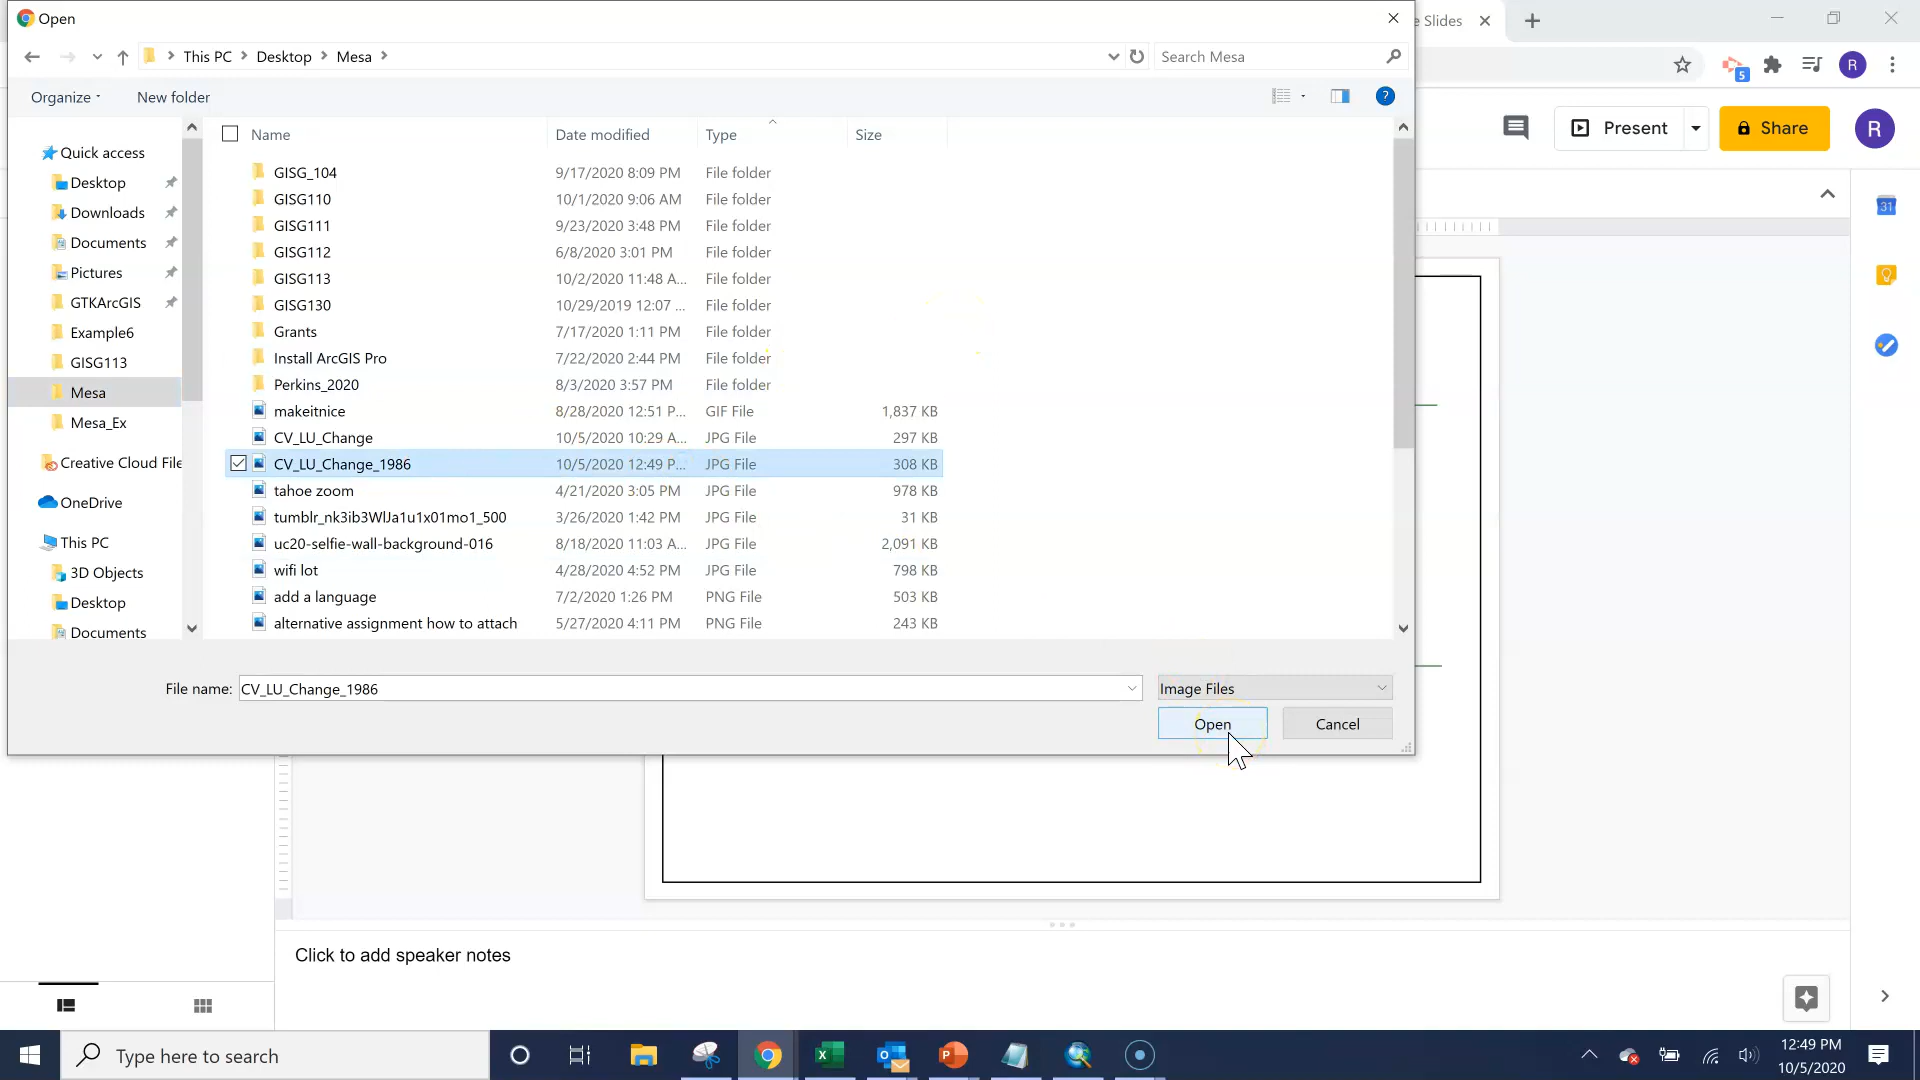 Open
e Slides
This PC
Desktop
Mesa
Search Mesa
Organize
New folder
?
5
R
Present
Share
R
Name
Date modified
Type
Size
Quick access
Desktop
Downloads
Documents
Pictures
GTKArcGIS
Example6
GISG113
Mesa
Mesa_Ex
Creative Cloud File
OneDrive
This PC
3D Objects
Desktop
Documents
GISG_104 9/17/2020 8:09 PM File folder
GISG110 10/1/2020 9:06 AM File folder
GISG111 9/23/2020 3:48 PM File folder
GISG112 6/8/2020 3:01 PM File folder
GISG113 10/2/2020 11:48 A... File folder
GISG130 10/29/2019 12:07 ... File folder
Grants 7/17/2020 1:11 PM File folder
Install ArcGIS Pro 7/22/2020 2:44 PM File folder
Perkins_2020 8/3/2020 3:57 PM File folder
makeitnice 8/28/2020 12:51 P... GIF File 1,837 KB
CV_LU_Change 10/5/2020 10:29 A... JPG File 297 KB
CV_LU_Change_1986 10/5/2020 12:49 P... JPG File 308 KB
tahoe zoom 4/21/2020 3:05 PM JPG File 978 KB
tumblr_nk3ib3WlJa1u1x01mo1_500 3/26/2020 1:42 PM JPG File 31 KB
uc20-selfie-wall-background-016 8/18/2020 11:03 A... JPG File 2,091 KB
wifi lot 4/28/2020 4:52 PM JPG File 798 KB
add a language 7/2/2020 1:26 PM PNG File 503 KB
alternative assignment how to attach 5/27/2020 4:11 PM PNG File 243 KB
31
File name: CV_LU_Change_1986
Image Files
Open
Cancel
Click to add speaker notes
Type here to search
12:49 PM
10/5/2020